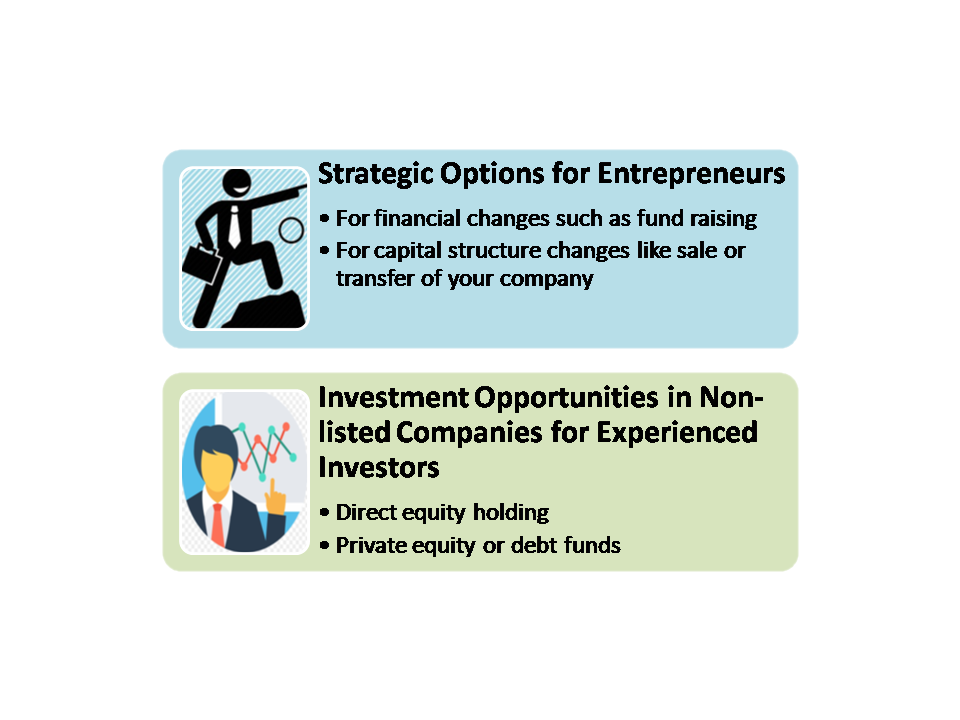 Strategic Options for Entrepreneurs
• For financial changes such as fund raising
• For capital structure changes like sale or
transfer of your company
Investment Opportunities in Non-
listed Companies for Experienced
Investors
• Direct equity holding
• Private equity or debt funds